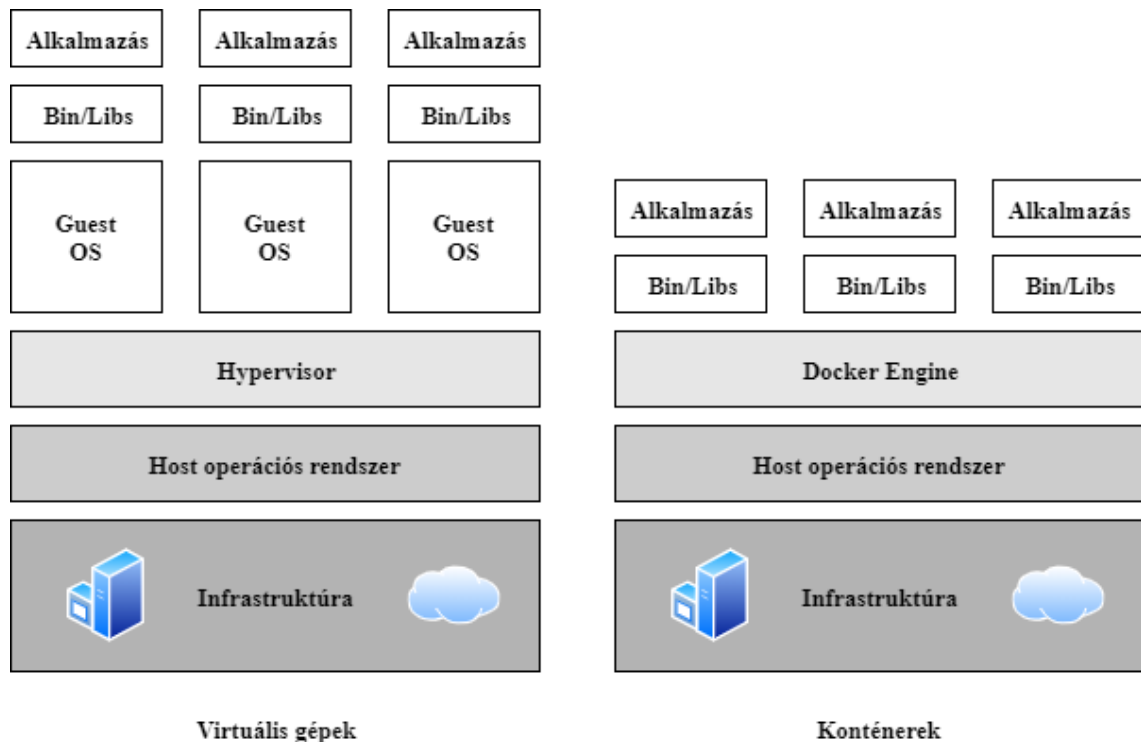 Alkalmazás Alkalmazás Alkalmazás
Bin/Libs Bin/Libs Bin/Libs
Guest Guest Guest
OS OS OS
Hypervisor
Host operációs rendszer
Infrastruktúra
Virtuális gépek
Alkalmazás Alkalmazás Alkalmazás
Bin/Libs Bin/Libs Bin/Libs
Docker Engine
Host operációs rendszer
Infrastruktúra
Konténerek